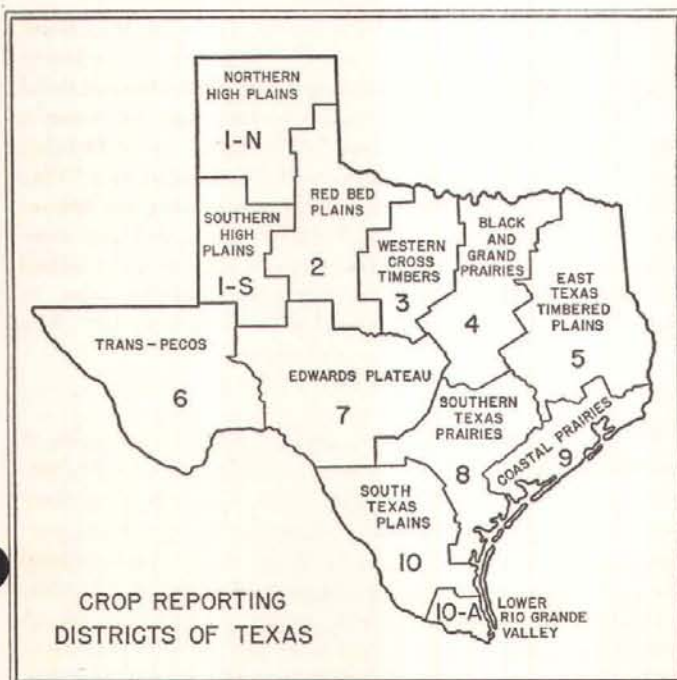 NORTHERN
HIGH PLAINS
1-N
SOUTHERN
HIGH
PLAINS
1-S
RED BED
PLAINS
2
WESTERN
CROSS
TIMBERS
3
BLACK
AND
GRAND
PRAIRIES
4
EAST
TEXAS
TIMBERED
PLAINS
5
TRANS-PECOS
6
EDWARDS PLATEAU
7
SOUTHERN
TEXAS
PRAIRIES
8
COASTAL PRAIRIES
9
SOUTH
TEXAS
PLAINS
10
10-A
LOWER
RIO GRANDE
VALLEY
CROP REPORTING
DISTRICTS OF TEXAS